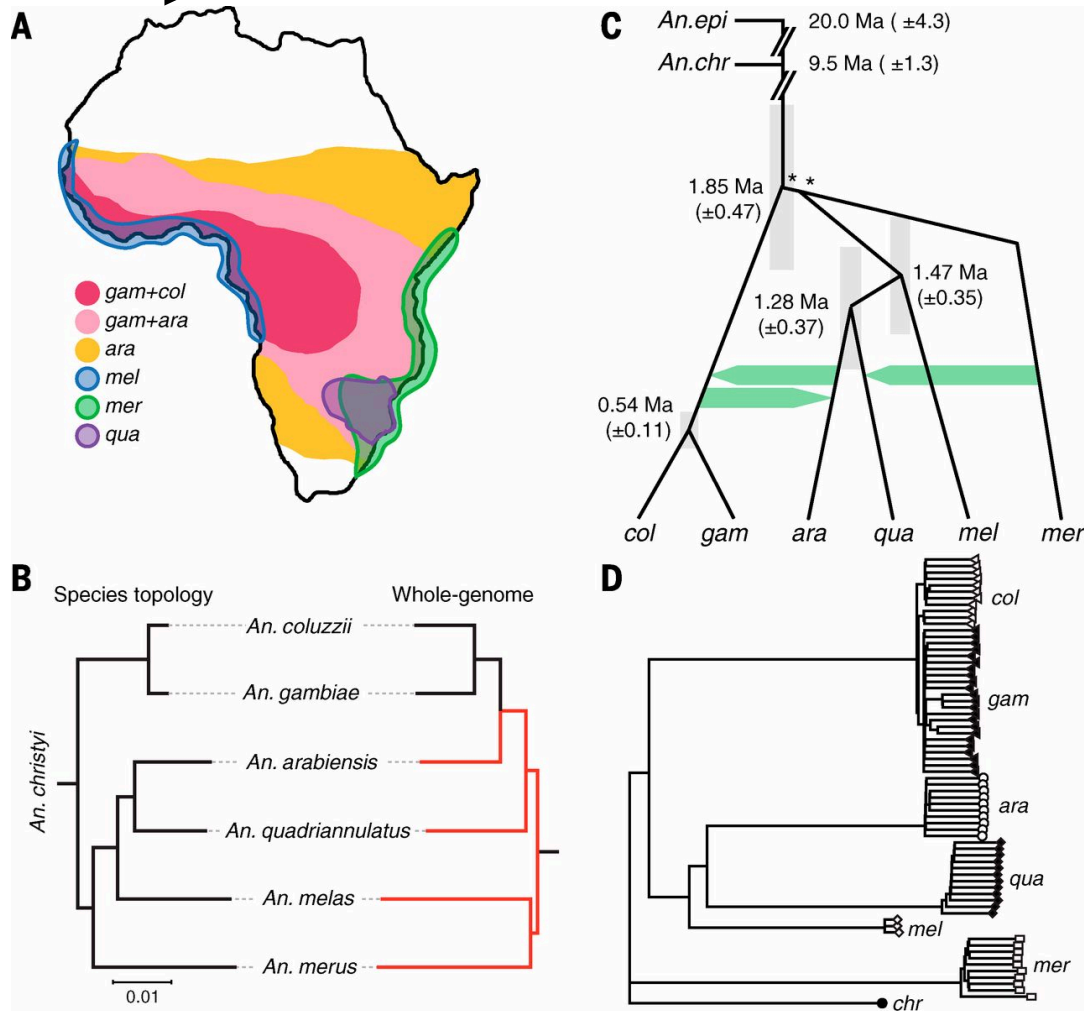 A
gam+col
gam+ara
ara
mel
mer
qua
C
An.epi
20.0 Ma ( ±4.3)
An.chr
9.5 Ma ( ±1.3)
* *
1.85 Ma
(±0.47)
1.47 Ma
(±0.35)
1.28 Ma
(±0.37)
0.54 Ma
(±0.11)
col gam ara qua mel mer
B
Species topology
Whole-genome
An. christyi
An. coluzzii
An. gambiae
An. arabiensis
An. quadriannulatus
An. melas
An. merus
0.01
D
col
gam
ara
qua
mel
mer
chr